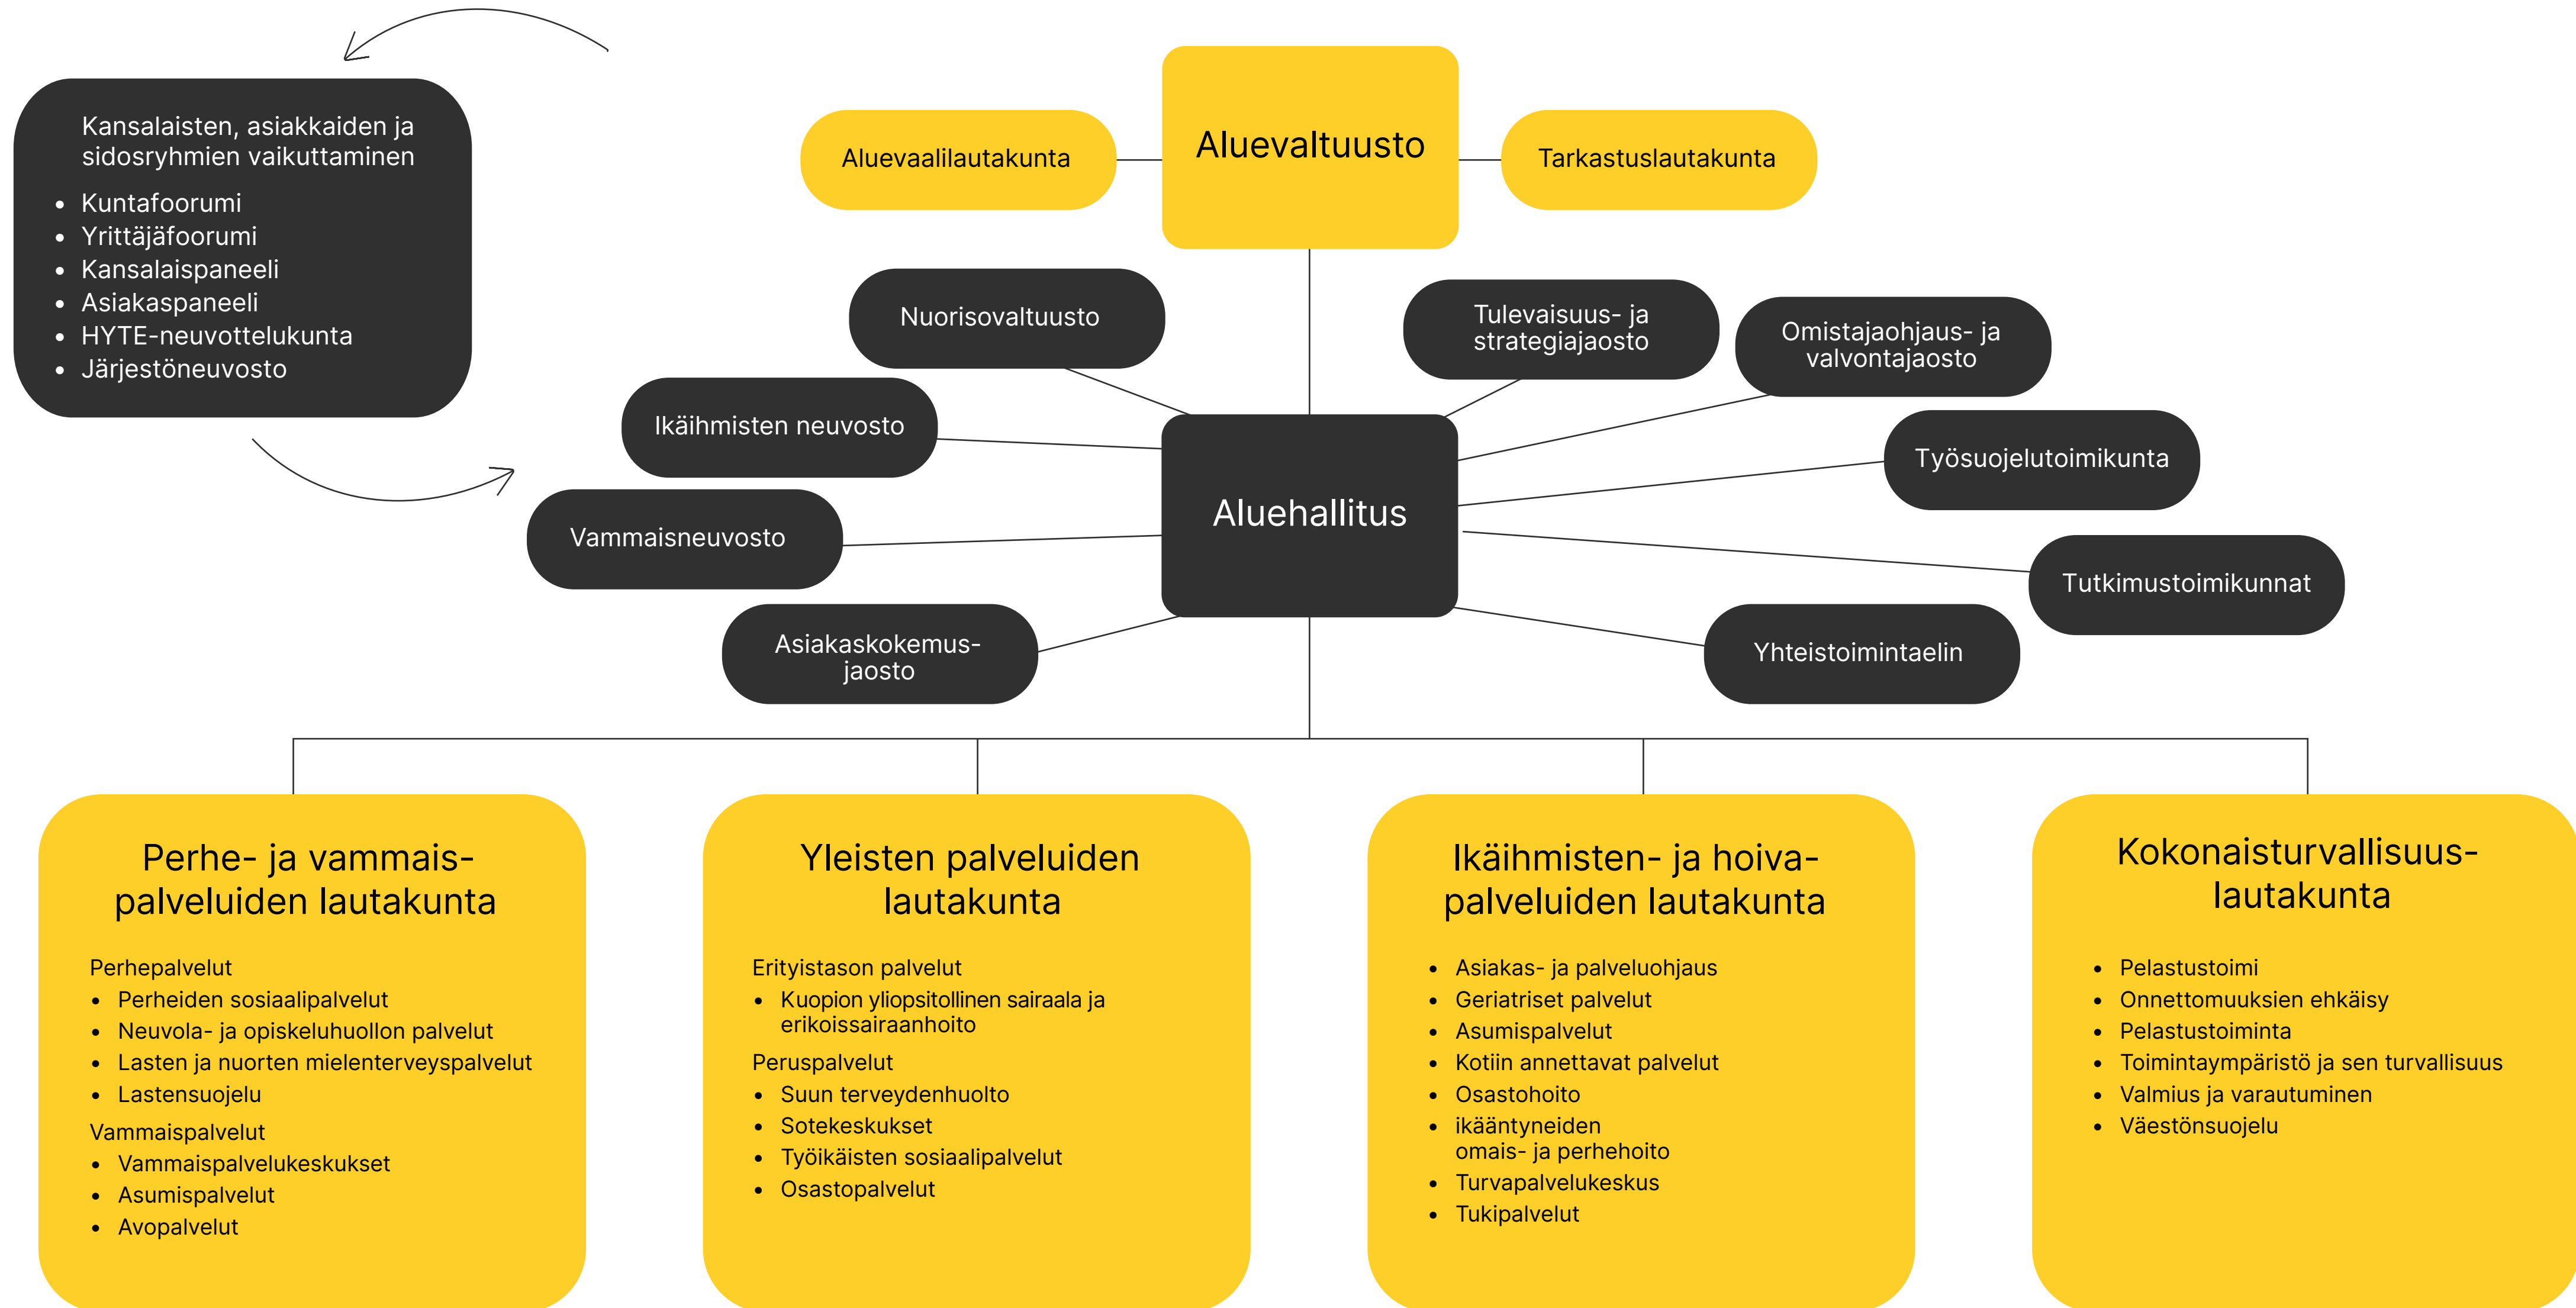 Kansalaisten, asiakkaiden ja
sidosryhmien vaikuttaminen
• Kuntafoorumi
• Yrittäjäfoorumi
• Kansalaispaneeli
• Asiakaspaneeli
• HYTE-neuvottelukunta
• Järjestöneuvosto
Aluevaalilautakunta
Aluevaltuusto
Tarkastuslautakunta
Nuorisovaltuusto
Ikäihmisten neuvosto
Vammaisneuvosto
Asiakaskokemus-
jaosto
Aluehallitus
Tulevaisuus- ja
strategiajaosto
Omistajaohjaus- ja
valvontajaosto
Työsuojelutoimikunta
Tutkimustoimikunnat
Yhteistoimintaelin
Perhe- ja vammais-
palveluiden lautakunta
Perhepalvelut
• Perheiden sosiaalipalvelut
• Neuvola- ja opiskeluhuollon palvelut
• Lasten ja nuorten mielenterveyspalvelut
• Lastensuojelu
Vammaispalvelut
• Vammaispalvelukeskukset
• Asumispalvelut
• Avopalvelut
Yleisten palveluiden
lautakunta
Erityistason palvelut
• Kuopion yliopsitollinen sairaala ja
erikoissairaanhoito
Peruspalvelut
• Suun terveydenhuolto
• Sotekeskukset
• Työikäisten sosiaalipalvelut
• Osastopalvelut
Ikäihmisten- ja hoiva-
palveluiden lautakunta
• Asiakas- ja palveluohjaus
• Geriatriset palvelut
• Asumispalvelut
• Kotiin annettavat palvelut
• Osastohoito
• ikääntyneiden
omais- ja perhehoito
• Turvapalvelukeskus
• Tukipalvelut
Kokonaisturvallisuus-
lautakunta
• Pelastustoimi
• Onnettomuuksien ehkäisy
• Pelastustoiminta
• Toimintaympäristö ja sen turvallisuus
• Valmius ja varautuminen
• Väestönsuojelu